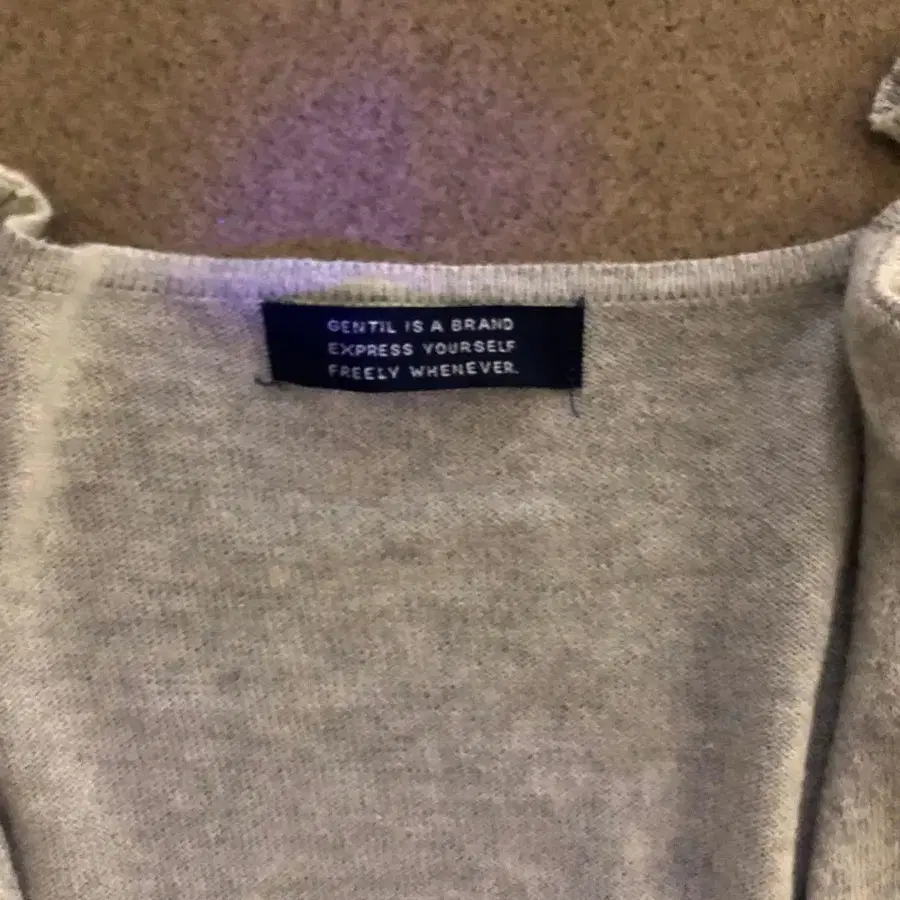 GENTIL IS A BRAND
EXPRESS YOURSELF
FREELY WHENEVER.